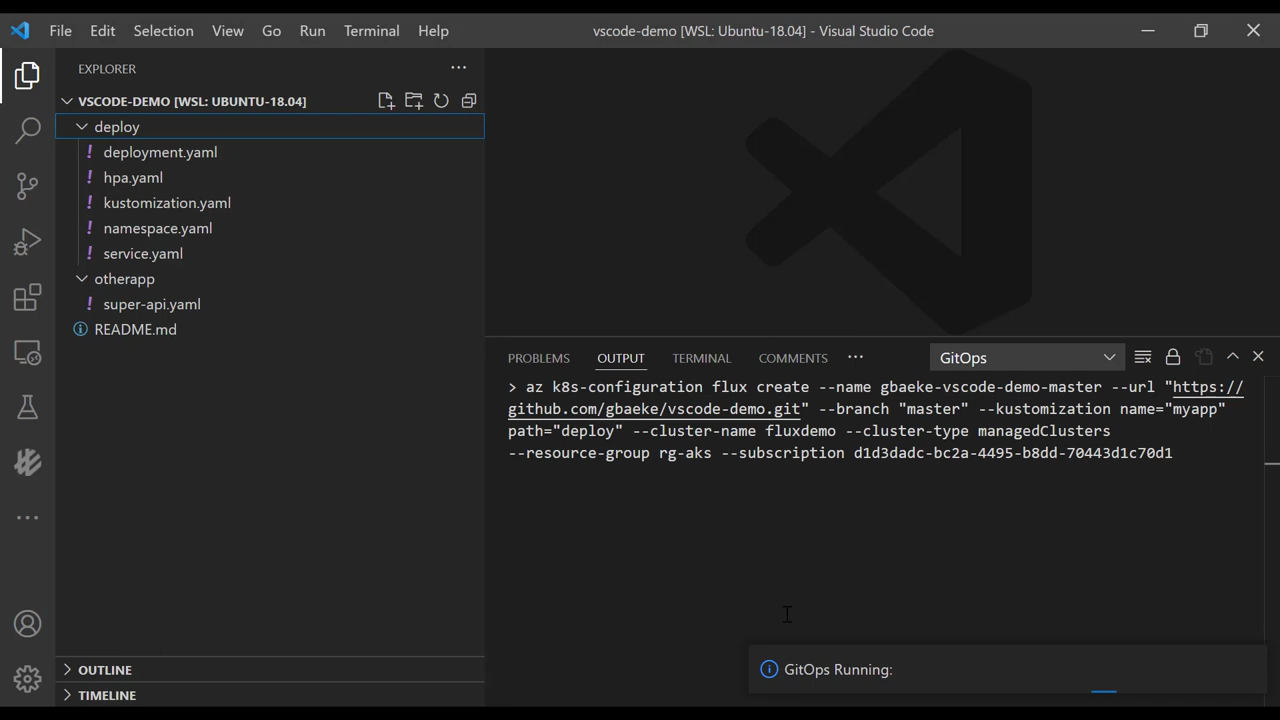 File Edit Selection View Go Run Terminal Help
vscode-demo [WSL: Ubuntu-18.04] - Visual Studio Code
EXPLORER
VSCODE-DEMO [WSL: UBUNTU-18.04]
deploy
! deployment.yaml
! hpa.yaml
! kustomization.yaml
! namespace.yaml
! service.yaml
otherapp
! super-api.yaml
README.md
OUTLINE
TIMELINE
PROBLEMS OUTPUT TERMINAL COMMENTS ··· GitOps
> az k8s-configuration flux create --name gbaeke-vscode-demo-master --url "https://
github.com/gbaeke/vscode-demo.git" --branch "master" --kustomization name="myapp"
path="deploy" --cluster-name fluxdemo --cluster-type managedClusters
--resource-group rg-aks --subscription d1d3dadc-bc2a-4495-b8dd-70443d1c70d1
GitOps Running: